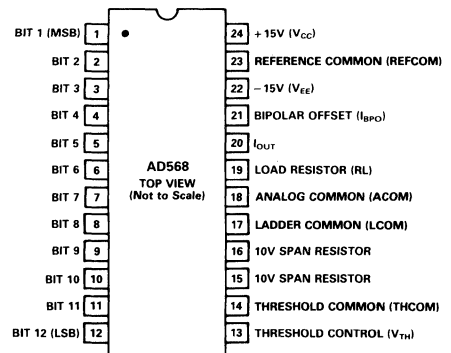 BIT 1 (MSB) 1 24 +15V (VCC)
BIT 2 2 23 REFERENCE COMMON (REFCOM)
BIT 3 3 22 −15V (VEE)
BIT 4 4 21 BIPOLAR OFFSET (IBPO)
BIT 5 5 20 IOUT
BIT 6 6 AD568 19 LOAD RESISTOR (RL)
TOP VIEW
BIT 7 7 (Not to Scale) 18 ANALOG COMMON (ACOM)
BIT 8 8 17 LADDER COMMON (LCOM)
BIT 9 9 16 10V SPAN RESISTOR
BIT 10 10 15 10V SPAN RESISTOR
BIT 11 11 14 THRESHOLD COMMON (THCOM)
BIT 12 (LSB) 12 13 THRESHOLD CONTROL (VTH)